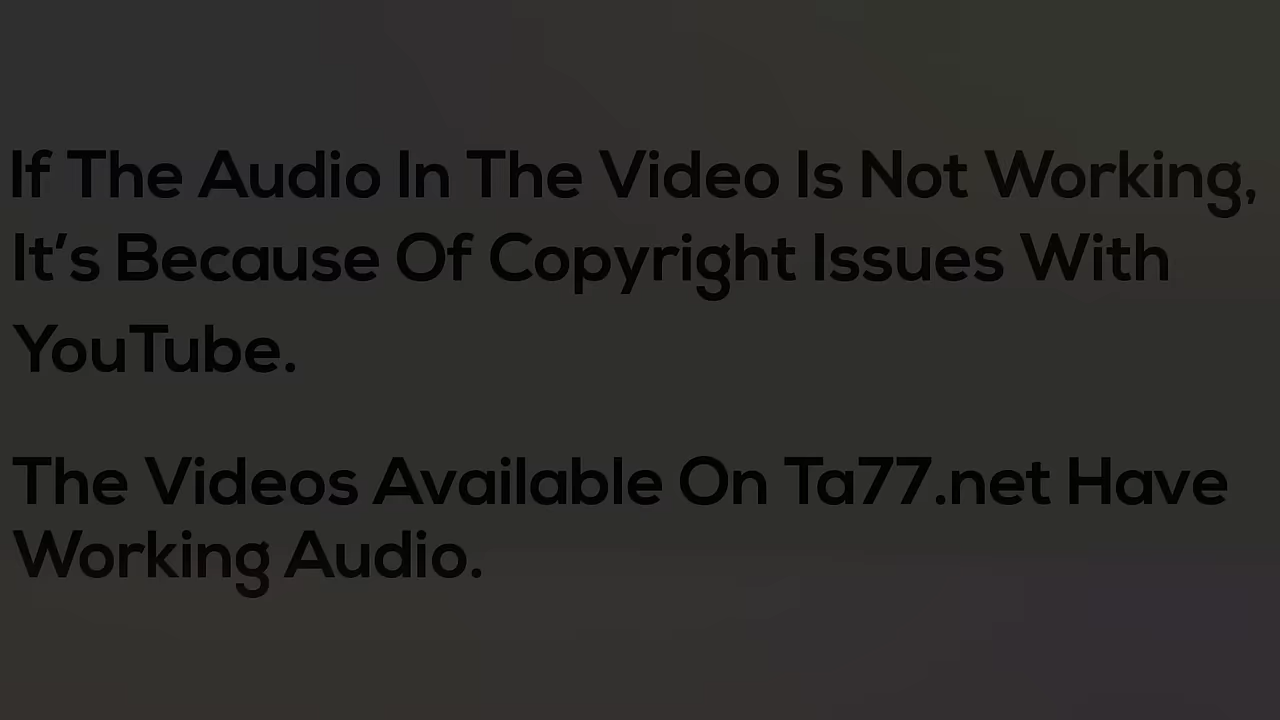 If The Audio In The Video Is Not Working,
It’s Because Of Copyright Issues With
YouTube.
The Videos Available On Ta77.net Have
Working Audio.